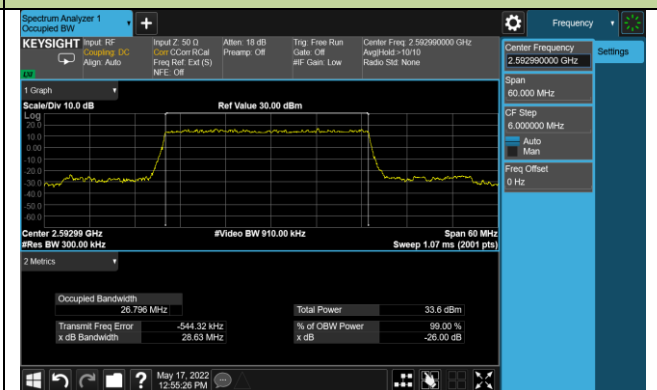 Spectrum Analyzer 1
Occupied BW
Frequency
KEYSIGHT
Input: RF
Coupling: DC
Align: Auto
Input Z: 50 Ω
Corr CCorr RCal
Freq Ref: Ext (S)
NFE: Off
Atten: 18 dB
Preamp: Off
Trig: Free Run
Gate: Off
#IF Gain: Low
Center Freq: 2.592990000 GHz
Avg|Hold:>10/10
Radio Std: None
Center Frequency
2.592990000 GHz
Settings
Span
60.000 MHz
CF Step
6.000000 MHz
Auto
Man
Freq Offset
0 Hz
1 Graph
Scale/Div 10.0 dB
Ref Value 30.00 dBm
Log
20.0
10.0
0.00
-10.0
-20.0
-30.0
-40.0
-50.0
-60.0
Center 2.59299 GHz
#Video BW 910.00 kHz
Span 60 MHz
#Res BW 300.00 kHz
Sweep 1.07 ms (2001 pts)
2 Metrics
Occupied Bandwidth
26.796 MHz
Total Power
33.6 dBm
Transmit Freq Error
-544.32 kHz
% of OBW Power
99.00 %
x dB Bandwidth
28.63 MHz
x dB
-26.00 dB
?
May 17, 2022
12:55:26 PM